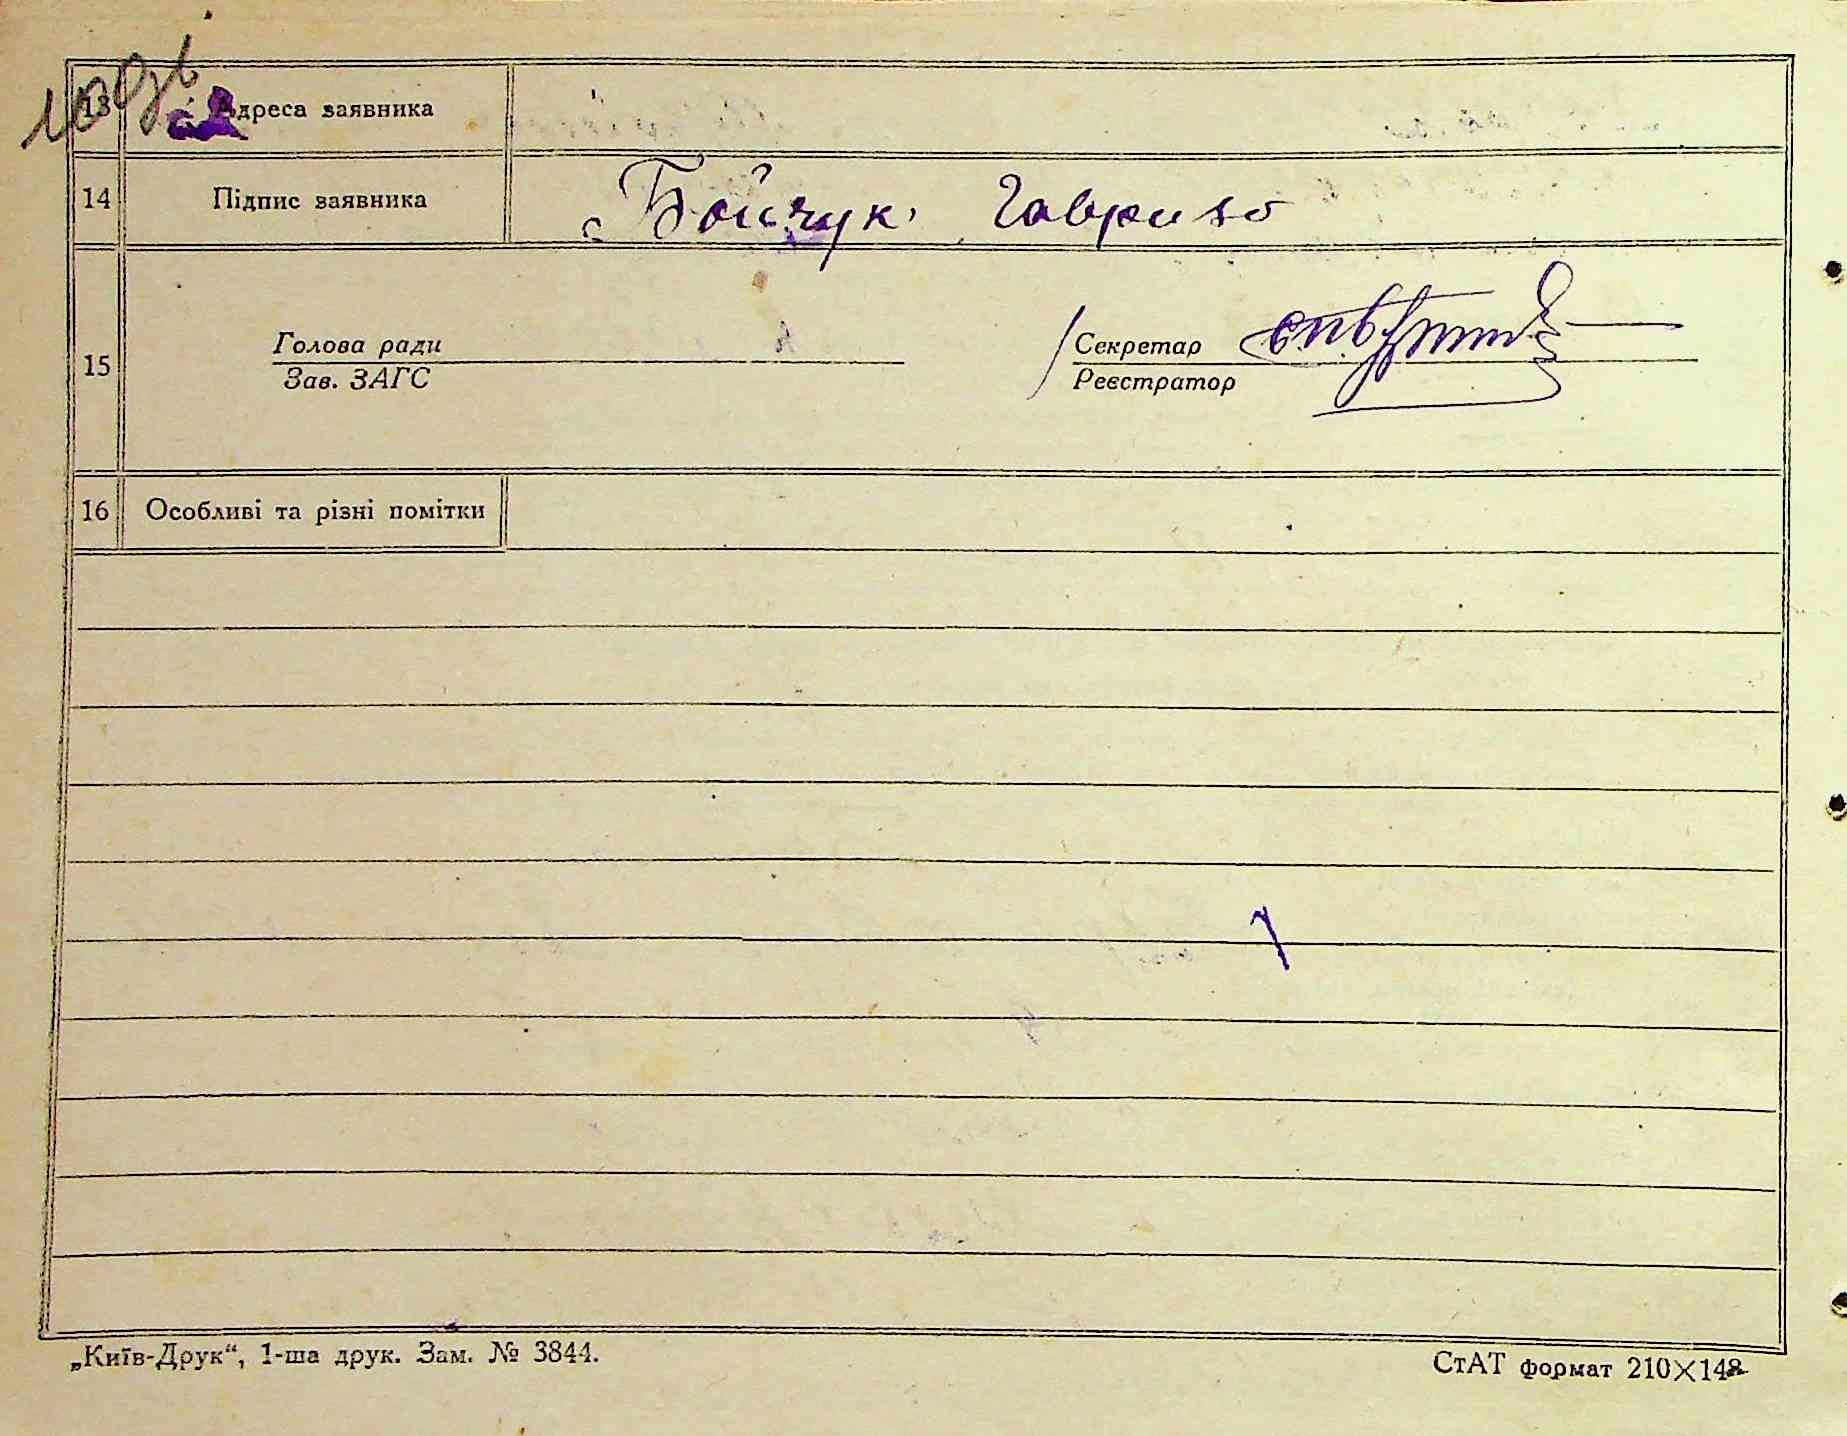 13 Адреса заявника
14 Підпис заявника Бойчук Гаврило
Голова ради Секретар
15
Зав. ЗАГС Реєстратор
16 Особливі та різні помітки
„Київ-Друк“, 1-ша друк. Зам. № 3844.
СтАТ формат 210×148